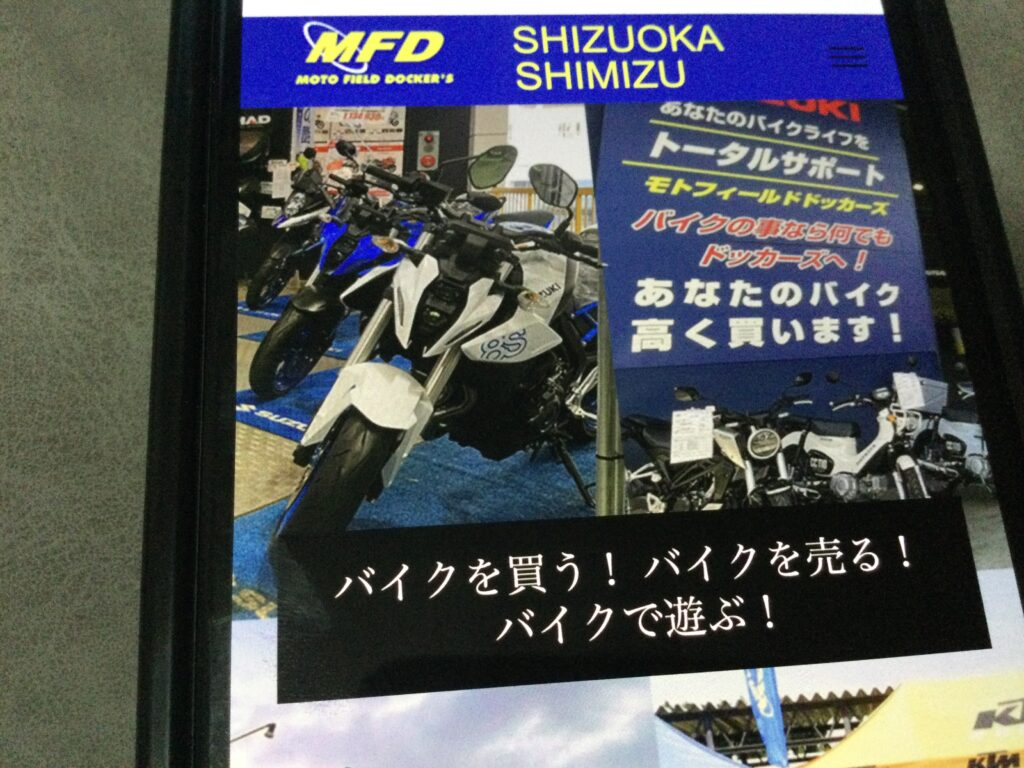 MFD
MOTO FIELD DOCKER'S
SHIZUOKA
SHIMIZU
あなたのバイクライフを
トータルサポート
モトフィールドドッカーズ
バイクの事なら何でも
ドッカーズへ！
あなたのバイク
高く買います！
バイクを買う！ バイクを売る！
バイクで遊ぶ！
KTM